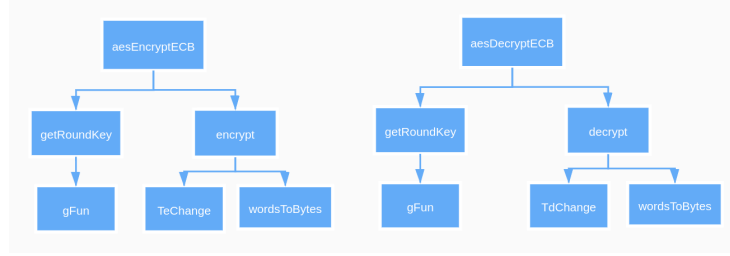 aesEncryptECB
aesDecryptECB
getRoundKey
encrypt
getRoundKey
decrypt
gFun
TeChange
wordsToBytes
gFun
TdChange
wordsToBytes